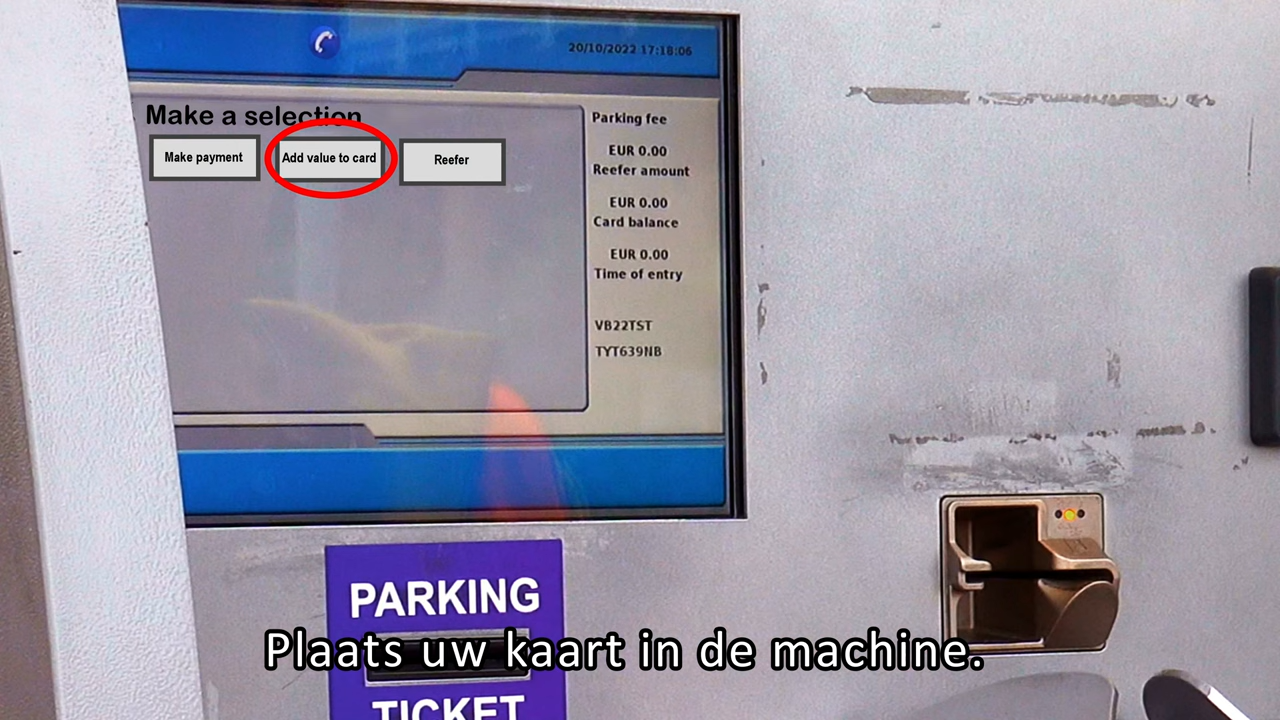 20/10/2022 17:18:06
Make a selection
Make payment
Add value to card
Reefer
Parking fee
EUR 0.00
Reefer amount
EUR 0.00
Card balance
EUR 0.00
Time of entry
VB22TST
TYT639NB
PARKING
TICKET
Plaats uw kaart in de machine.